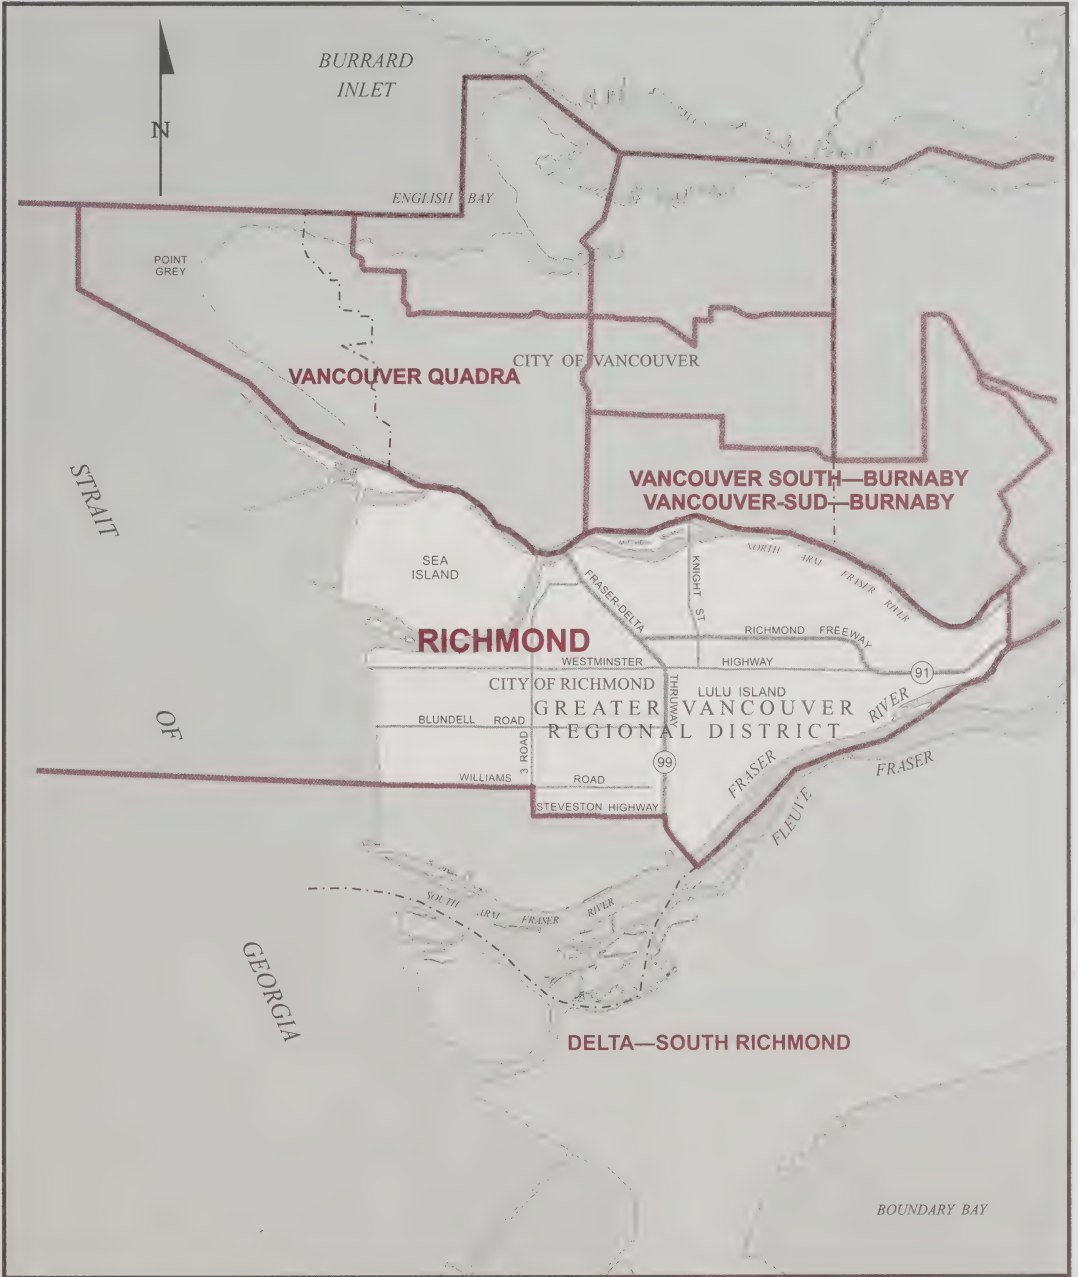 BURRARD
INLET
N
ENGLISH BAY
POINT
GREY
CITY OF VANCOUVER
VANCOUVER QUADRA
STRAIT
VANCOUVER SOUTH—BURNABY
VANCOUVER-SUD—BURNABY
NORTH ARM FRASER RIVER
SEA
ISLAND
FRASER-DELTA
KNIGHT ST
RICHMOND
RICHMOND FREEWAY
WESTMINSTER HIGHWAY
91
CITY OF RICHMOND
THRUWAY
LULU ISLAND
GREATER VANCOUVER
RIVER
OF
BLUNDELL ROAD
REGIONAL DISTRICT
3 ROAD
99
FRASER
FRASER
WILLIAMS ROAD
STEVESTON HIGHWAY
FLEUVE
SOUTH ARM FRASER RIVER
GEORGIA
DELTA—SOUTH RICHMOND
BOUNDARY BAY